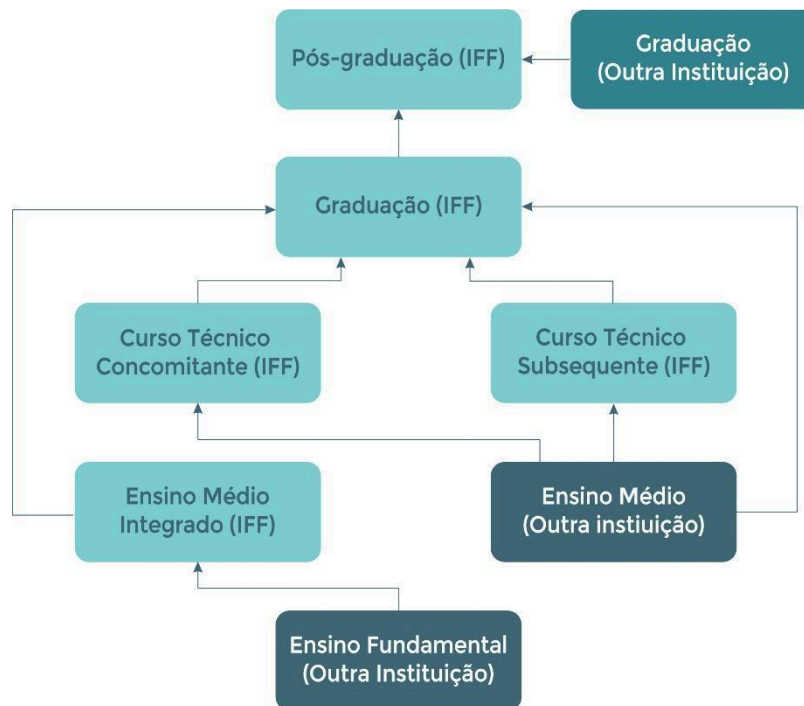 Pós-graduação (IFF)
Graduação
(Outra Instituição)
Graduação (IFF)
Curso Técnico
Concomitante (IFF)
Curso Técnico
Subsequente (IFF)
Ensino Médio
Integrado (IFF)
Ensino Médio
(Outra instiuição)
Ensino Fundamental
(Outra Instituição)